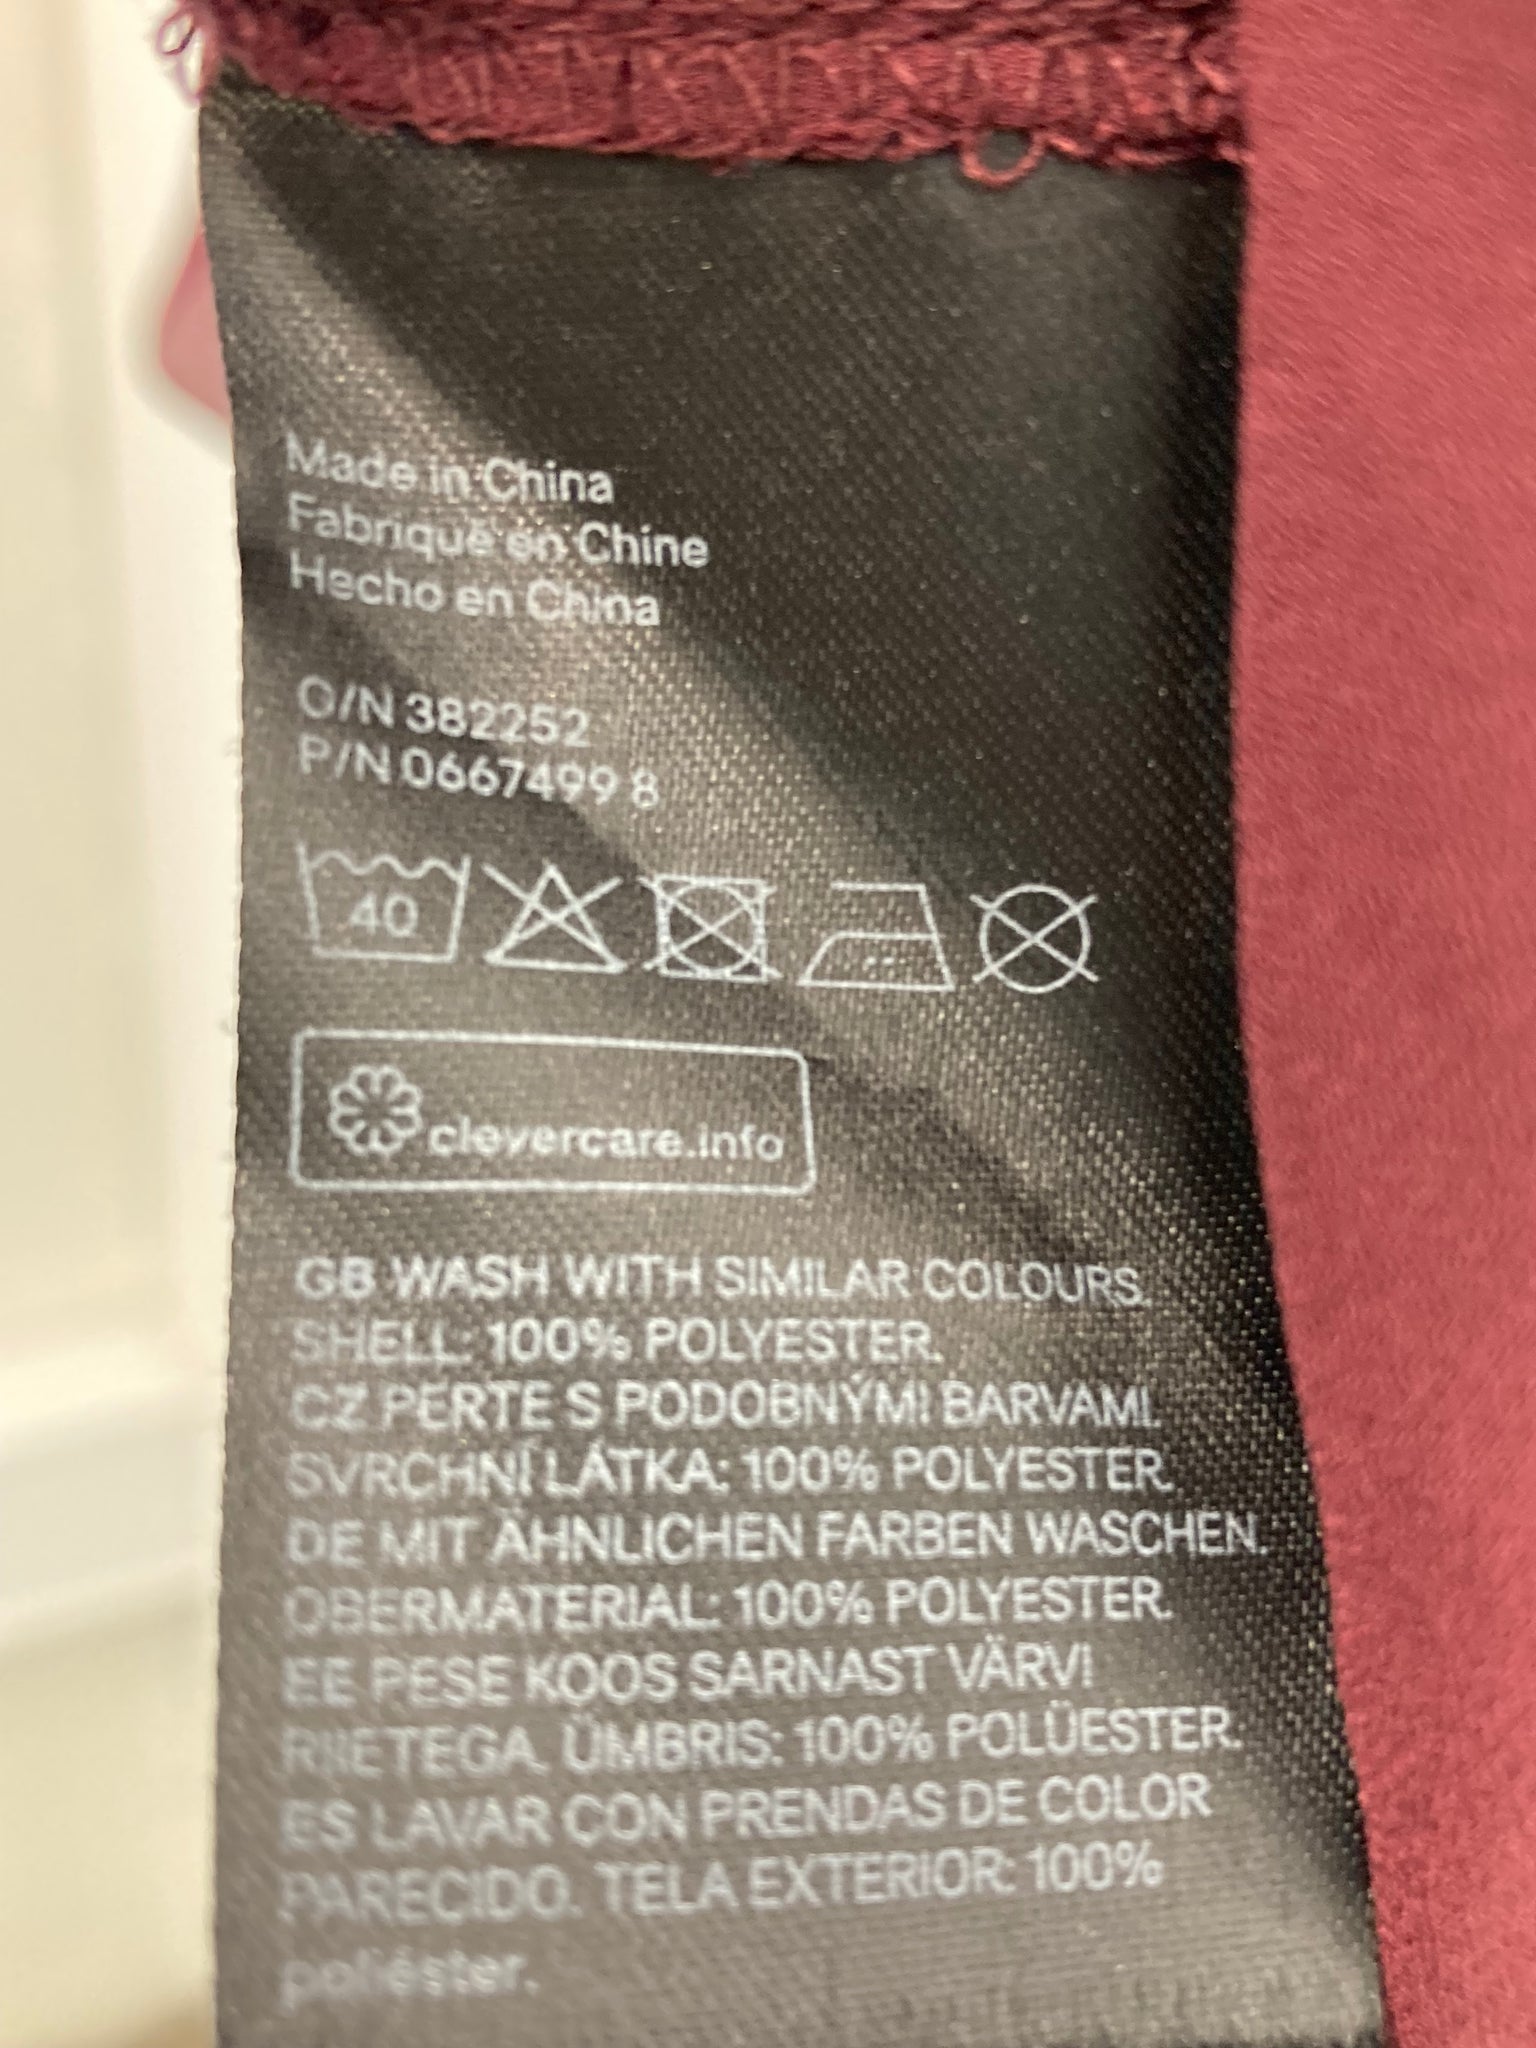 Made in China
Fabriqué en Chine
Hecho en China
O/N 382252
P/N 0667499 8
40
clevercare.info
GB WASH WITH SIMILAR COLOURS.
SHELL: 100% POLYESTER.
CZ PERTE S PODOBNÝMI BARVAMI.
SVRCHNÍ LÁTKA: 100% POLYESTER.
DE MIT ÄHNLICHEN FARBEN WASCHEN.
OBERMATERIAL: 100% POLYESTER.
EE PESE KOOS SARNAST VÄRVI
RIIETEGA. ÜMBRIS: 100% POLÜESTER.
ES LAVAR CON PRENDAS DE COLOR
PARECIDO. TELA EXTERIOR: 100%
poliéster.